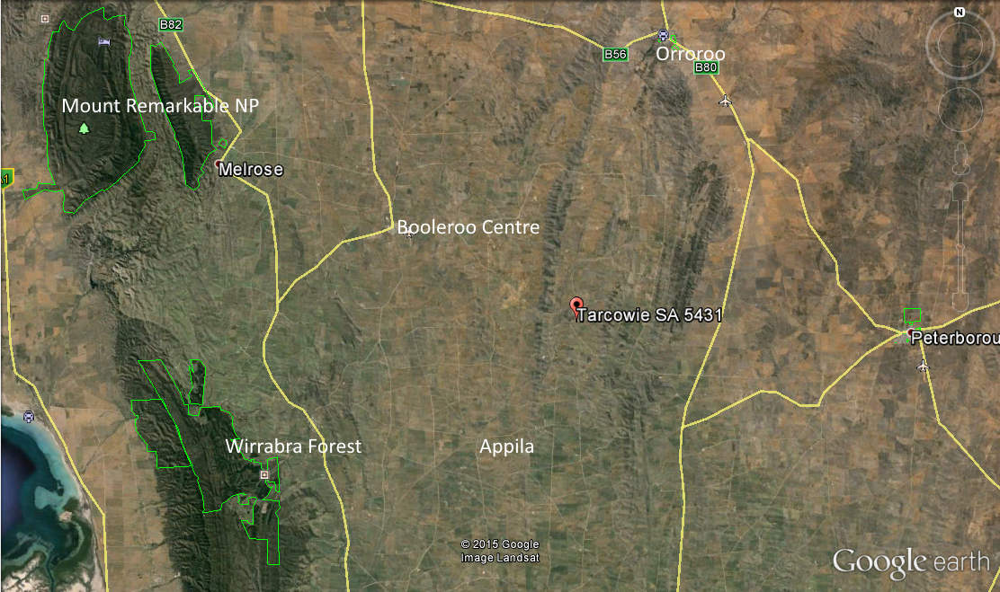 N
B82
B56
Orroroo
B80
Mount Remarkable NP
Melrose
Booleroo Centre
Tarcowie SA 5431
Peterborou
Wirrabra Forest
Appila
© 2015 Google
Image Landsat
Google earth